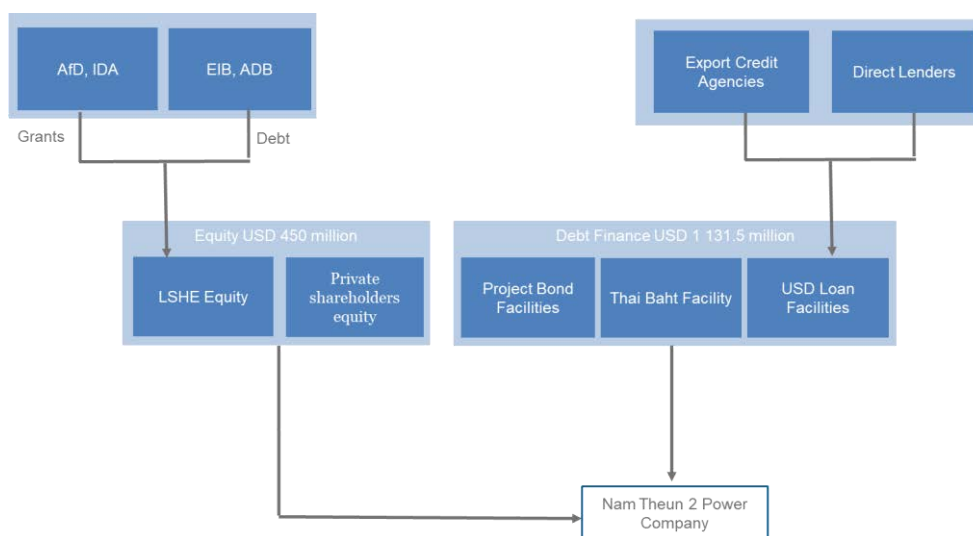 AfD, IDA
EIB, ADB
Export Credit
Agencies
Direct Lenders
Grants
Debt
Equity USD 450 million
Debt Finance USD 1 131.5 million
LSHE Equity
Private
shareholders
equity
Project Bond
Facilities
Thai Baht Facility
USD Loan
Facilities
Nam Theun 2 Power
Company